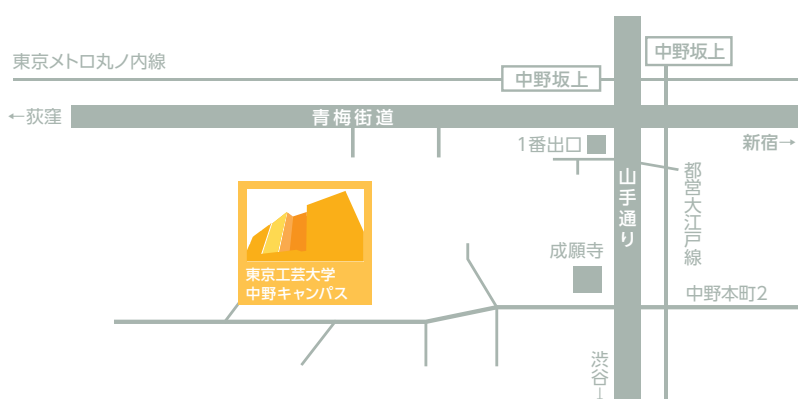 東京メトロ丸ノ内線
中野坂上
中野坂上
←荻窪
青梅街道
新宿→
1番出口
山手通り
都営大江戸線
成願寺
東京工芸大学
中野キャンパス
中野本町2
渋谷→